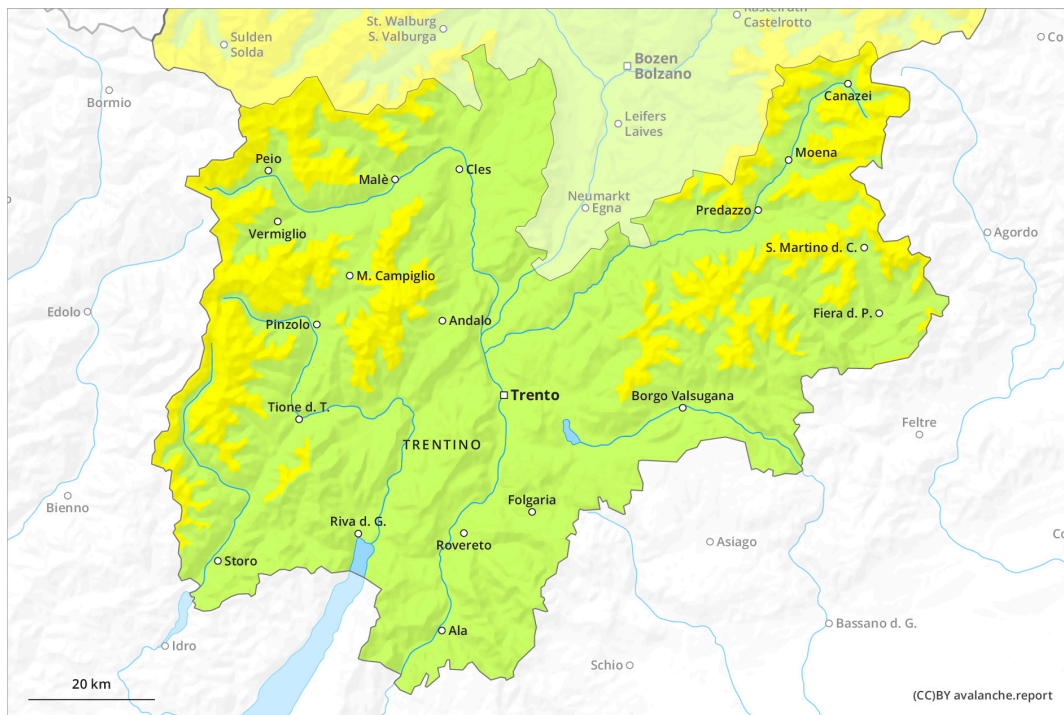 St. Walburg
S. Valburga
Kastelruth
Castelrotto
Sulden
Solda
Bozen
Bolzano
Bormio
Canazei
Leifers
Laives
Moena
Peio
Malè
Cles
Neumarkt
Egna
Predazzo
Vermiglio
Agordo
S. Martino d. C.
M. Campiglio
Edolo
Pinzolo
Andalo
Fiera d. P.
Trento
Borgo Valsugana
Tione d. T.
Feltre
TRENTINO
Bienno
Folgaria
Riva d. G.
Rovereto
Asiago
Storo
Ala
Bassano d. G.
Idro
Schio
20 km
(CC)BY avalanche.report